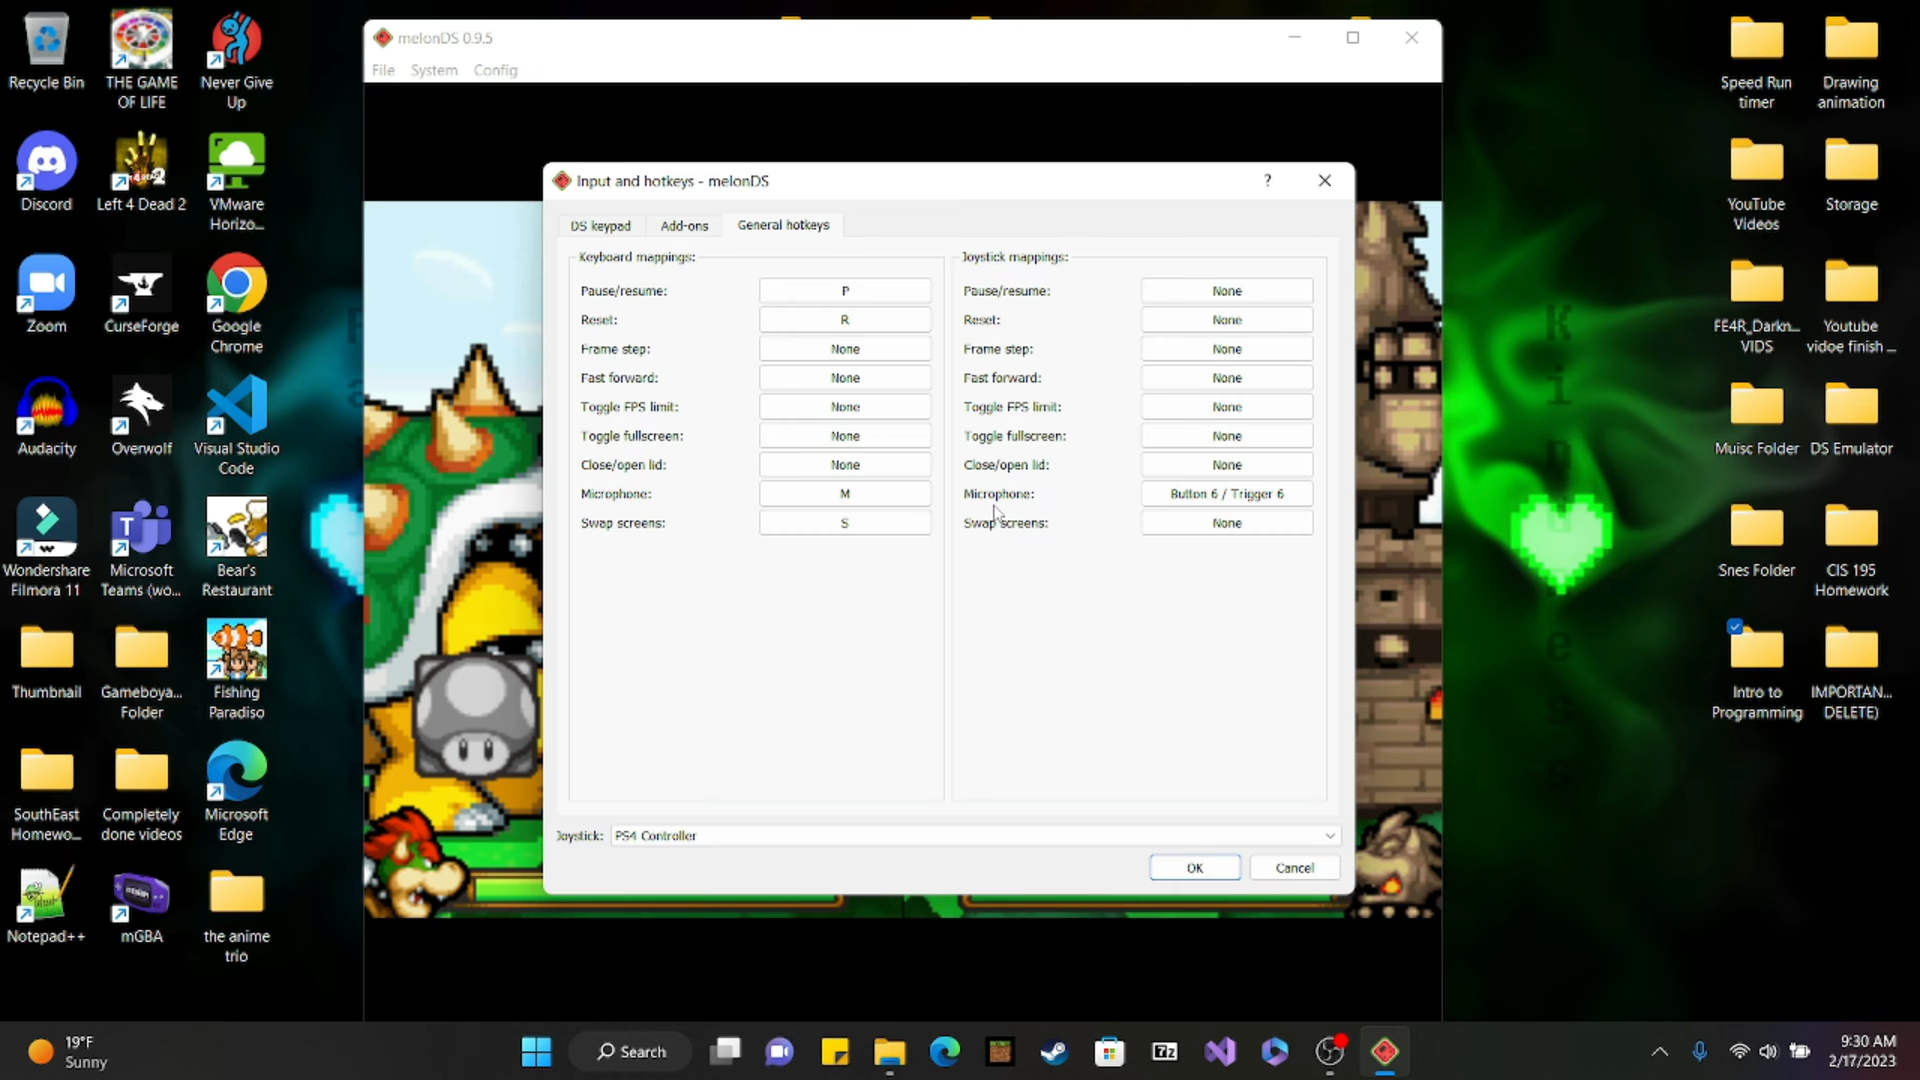 Recycle Bin
THE GAME
OF LIFE
Never Give
Up
Discord
Left 4 Dead 2
VMware
Horizo...
Zoom
CurseForge
Google
Chrome
Audacity
Overwolf
Visual Studio
Code
Wondershare
Filmora 11
Microsoft
Teams (wo...
Bear's
Restaurant
Thumbnail
Gameboya...
Folder
Fishing
Paradiso
SouthEast
Homewo...
Completely
done videos
Microsoft
Edge
Notepad++
mGBA
the anime
trio
melonDS 0.9.5
File System Config
Input and hotkeys - melonDS
?
DS keypad Add-ons General hotkeys
Keyboard mappings:
Pause/resume: P
Reset: R
Frame step: None
Fast forward: None
Toggle FPS limit: None
Toggle fullscreen: None
Close/open lid: None
Microphone: M
Swap screens: S
Joystick mappings:
Pause/resume: None
Reset: None
Frame step: None
Fast forward: None
Toggle FPS limit: None
Toggle fullscreen: None
Close/open lid: None
Microphone: Button 6 / Trigger 6
Swap screens: None
Joystick: PS4 Controller
OK Cancel
Speed Run
timer
Drawing
animation
YouTube
Videos
Storage
FE4R_Darkn...
VIDS
Youtube
vidoe finish ...
Muisc Folder
DS Emulator
Snes Folder
CIS 195
Homework
Intro to
Programming
IMPORTAN...
DELETE)
19°F
Sunny
Search
7z
9:30 AM
2/17/2023